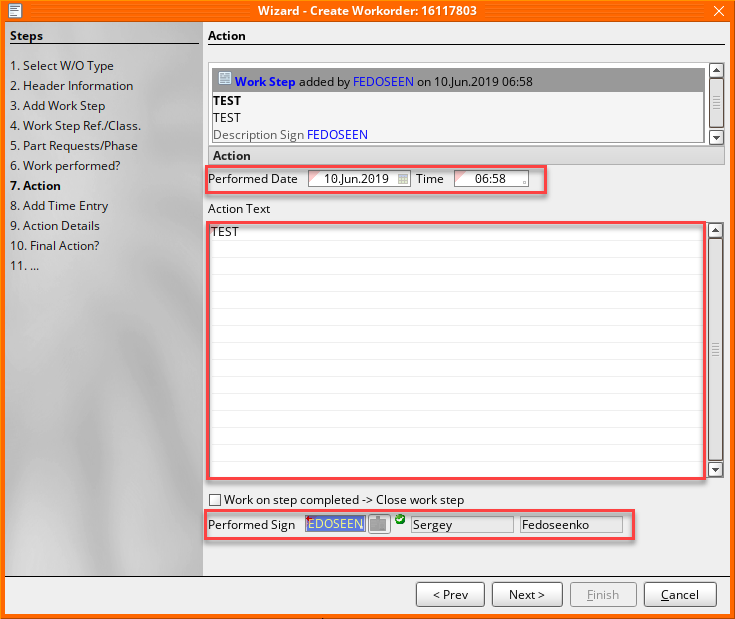 Wizard - Create Workorder: 16117803
Steps
1. Select W/O Type
2. Header Information
3. Add Work Step
4. Work Step Ref./Class.
5. Part Requests/Phase
6. Work performed?
7. Action
8. Add Time Entry
9. Action Details
10. Final Action?
11. ...
Action
Work Step added by FEDOSEEN on 10.Jun.2019 06:58
TEST
TEST
Description Sign FEDOSEEN
Action
Performed Date 10.Jun.2019 Time 06:58
Action Text
TEST
Work on step completed -> Close work step
Performed Sign FEDOSEEN Sergey Fedoseenko
< Prev Next > Finish Cancel